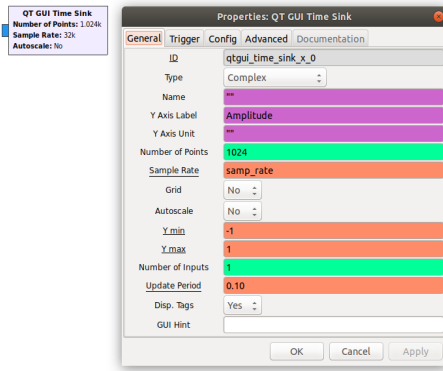 QT GUI Time Sink
Number of Points: 1.024k
Sample Rate: 32k
Autoscale: No
Properties: QT GUI Time Sink
General Trigger Config Advanced Documentation
ID qtgui_time_sink_x_0
Type Complex
Name ""
Y Axis Label Amplitude
Y Axis Unit ""
Number of Points 1024
Sample Rate samp_rate
Grid No
Autoscale No
Y min -1
Y max 1
Number of Inputs 1
Update Period 0.10
Disp. Tags Yes
GUI Hint
OK Cancel Apply